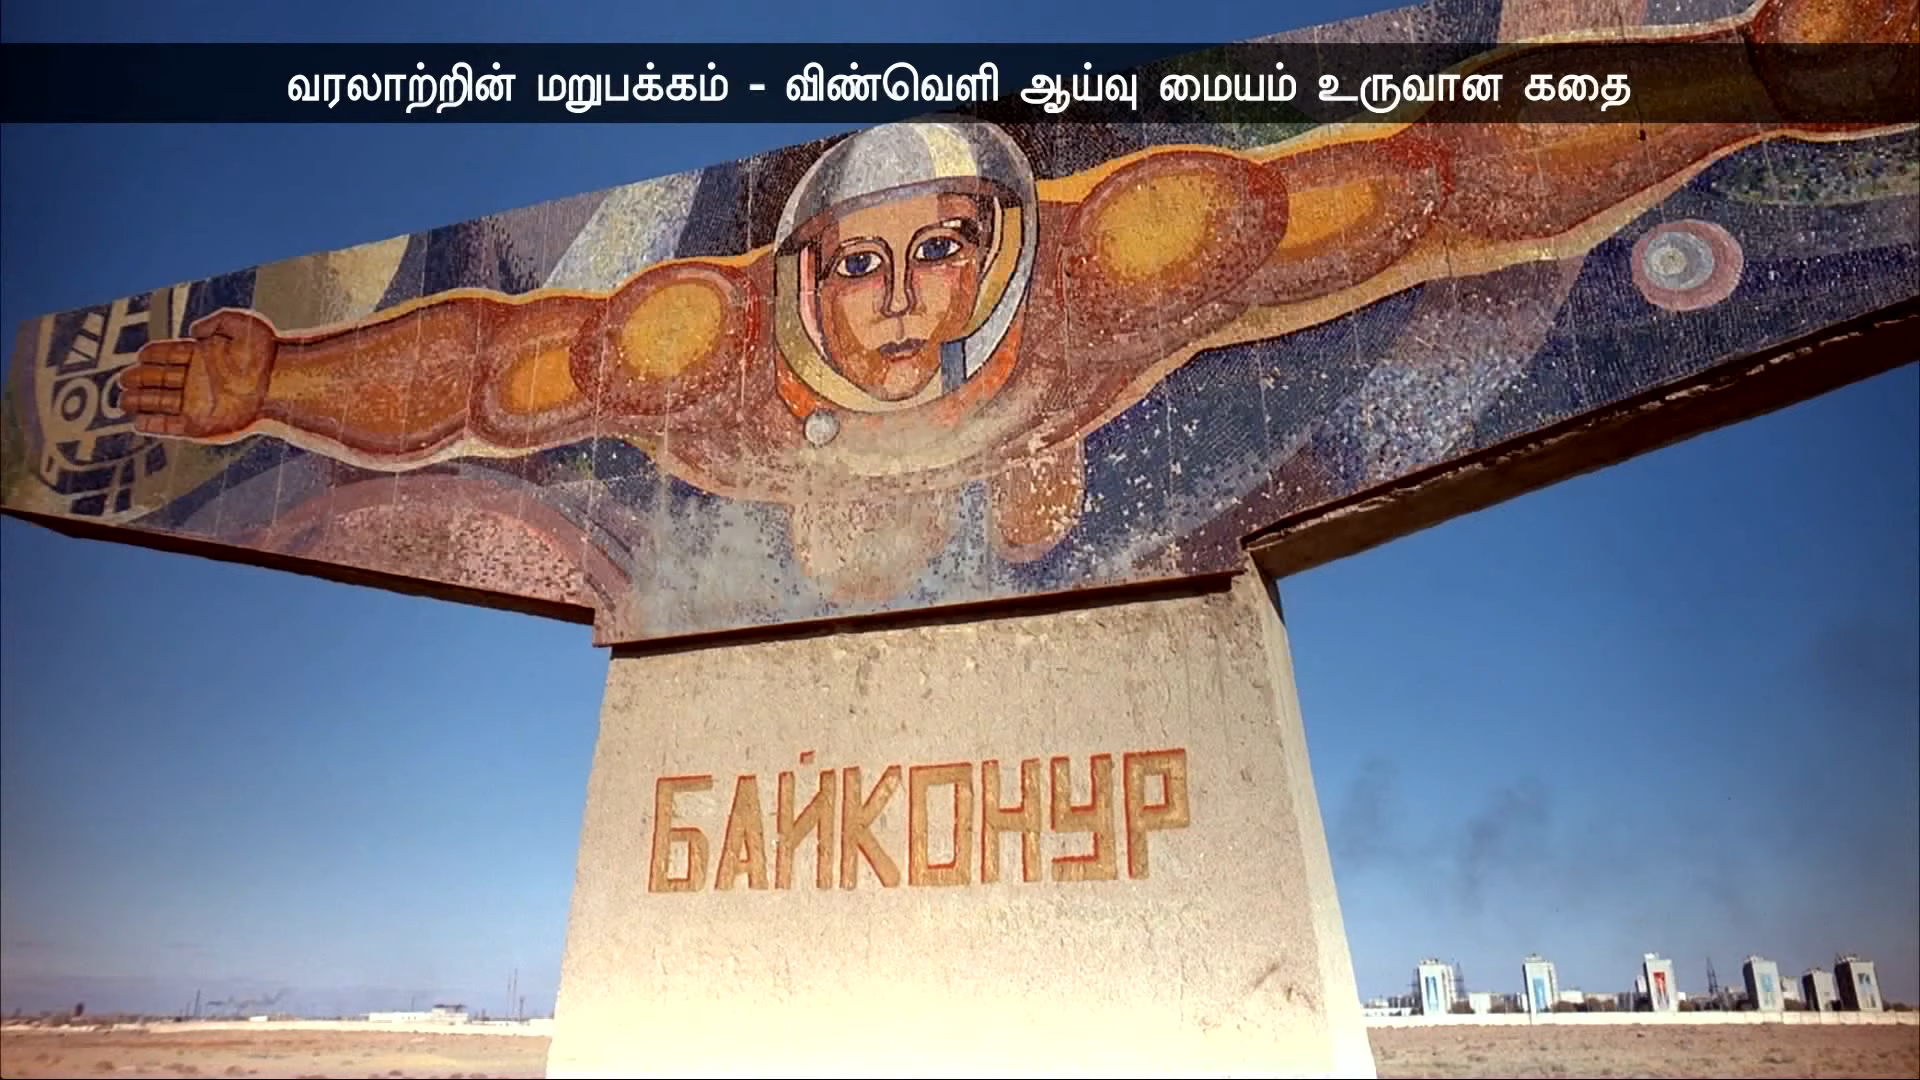 வரலாற்றின் மறுபக்கம் - விண்வெளி ஆய்வு மையம் உருவான கதை
БАЙКОНУР